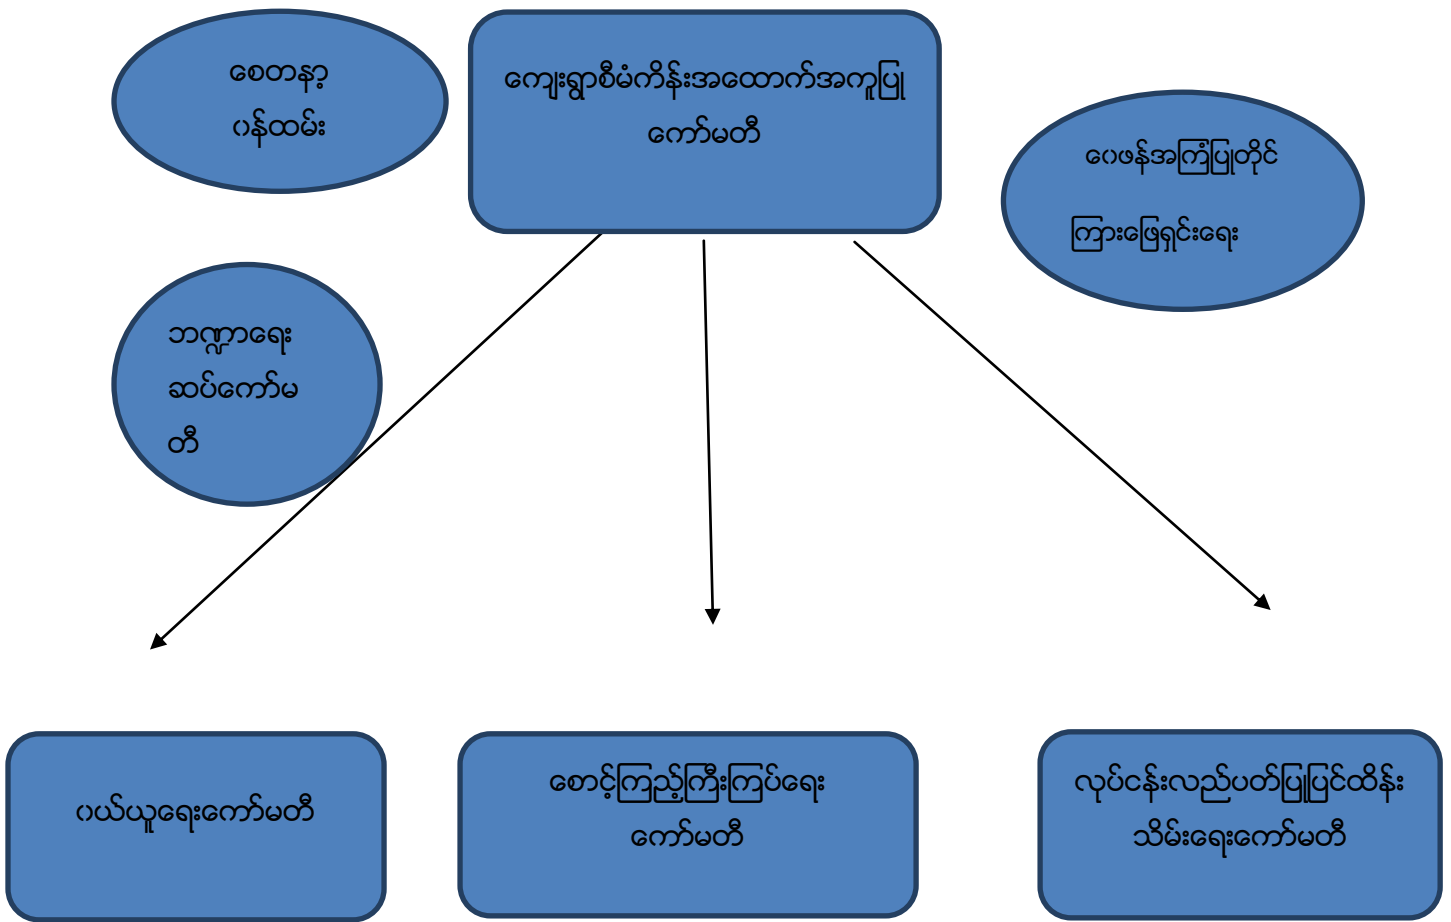 စေတနာ့
ဝန်ထမ်း
ကျေးရွာစီမံကိန်းအထောက်အကူပြု
ကော်မတီ
ဝေဖန်အကြံပြုတိုင်
ကြားဖြေရှင်းရေး
ဘဏ္ဍာရေး
ဆပ်ကော်မ
တီ
ဝယ်ယူရေးကော်မတီ
စောင့်ကြည့်ကြီးကြပ်ရေး
ကော်မတီ
လုပ်ငန်းလည်ပတ်ပြုပြင်ထိန်း
သိမ်းရေးကော်မတီ